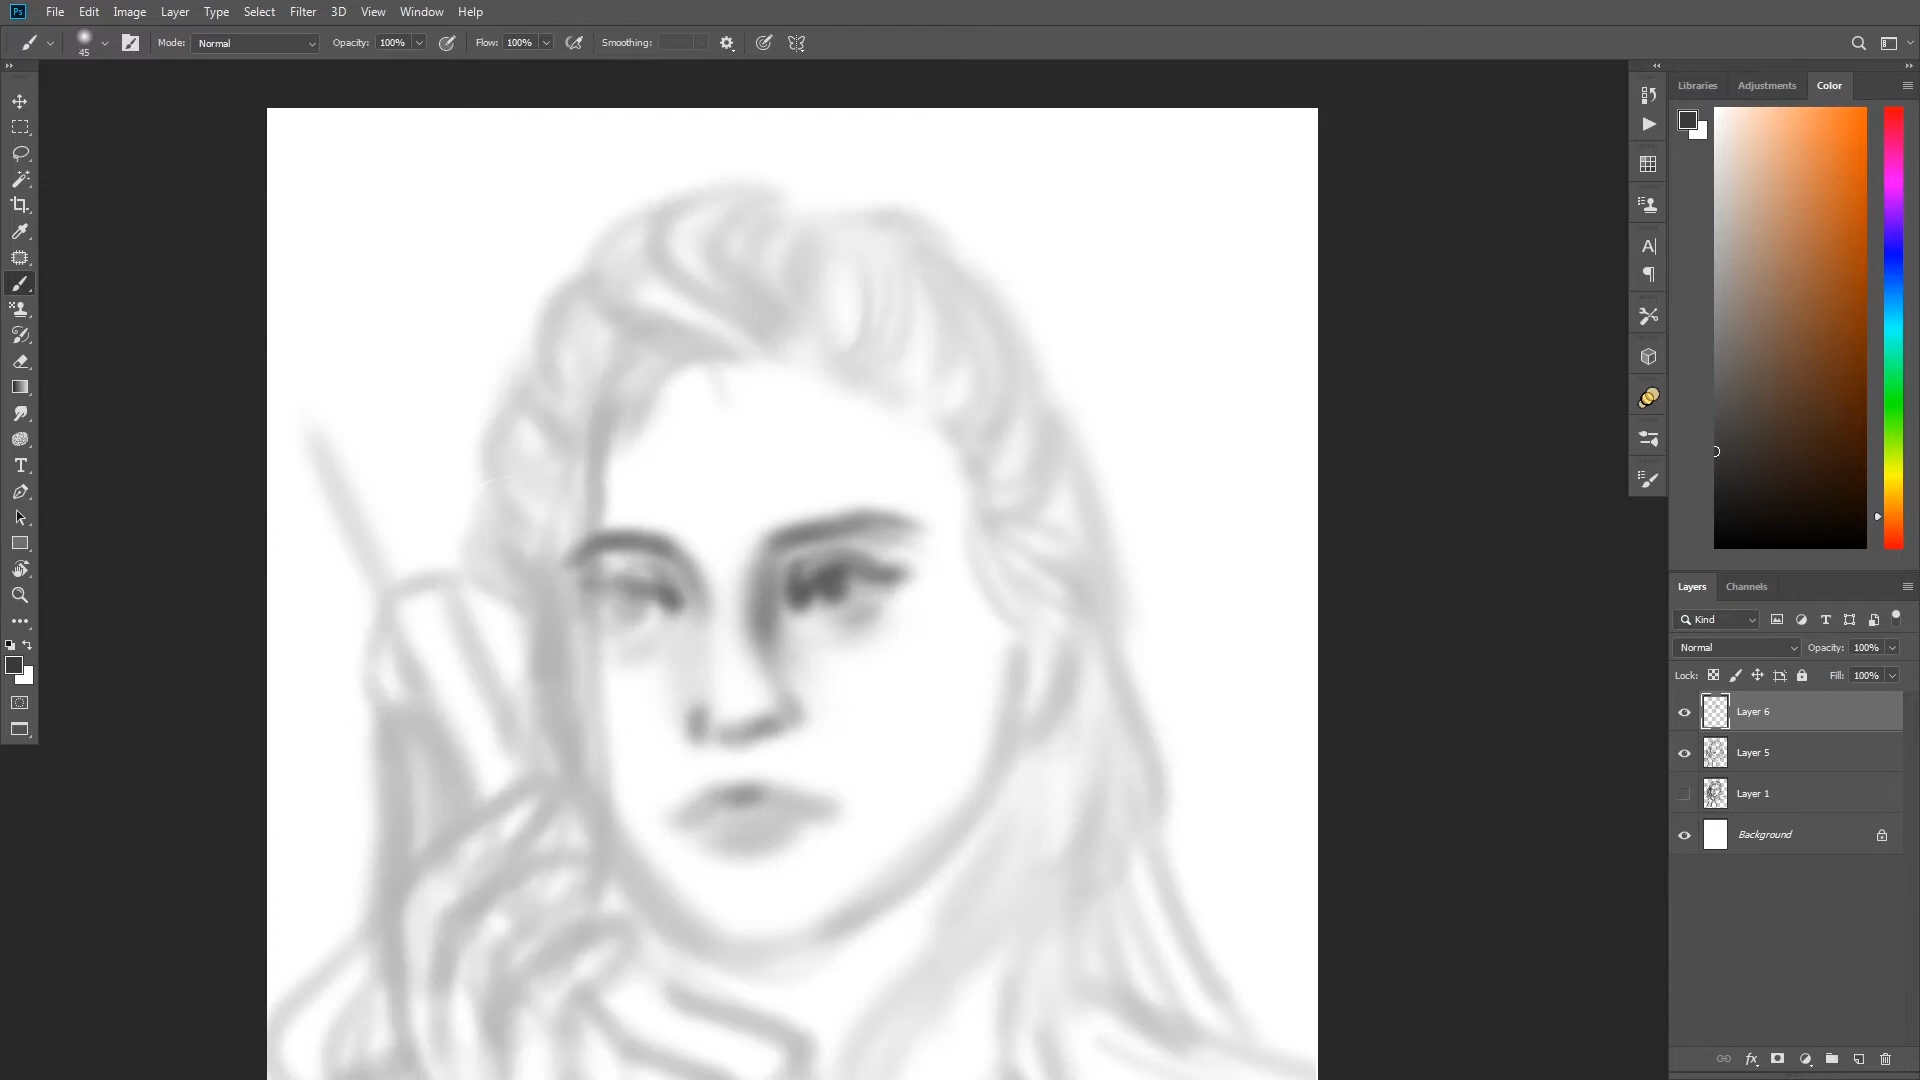 Ps File Edit Image Layer Type Select Filter 3D View Window Help
45 Mode: Normal Opacity: 100% Flow: 100% Smoothing:
Libraries Adjustments Color
Layers Channels
Kind
Normal Opacity: 100%
Lock: Fill: 100%
Layer 6
Layer 5
Layer 1
Background
fx